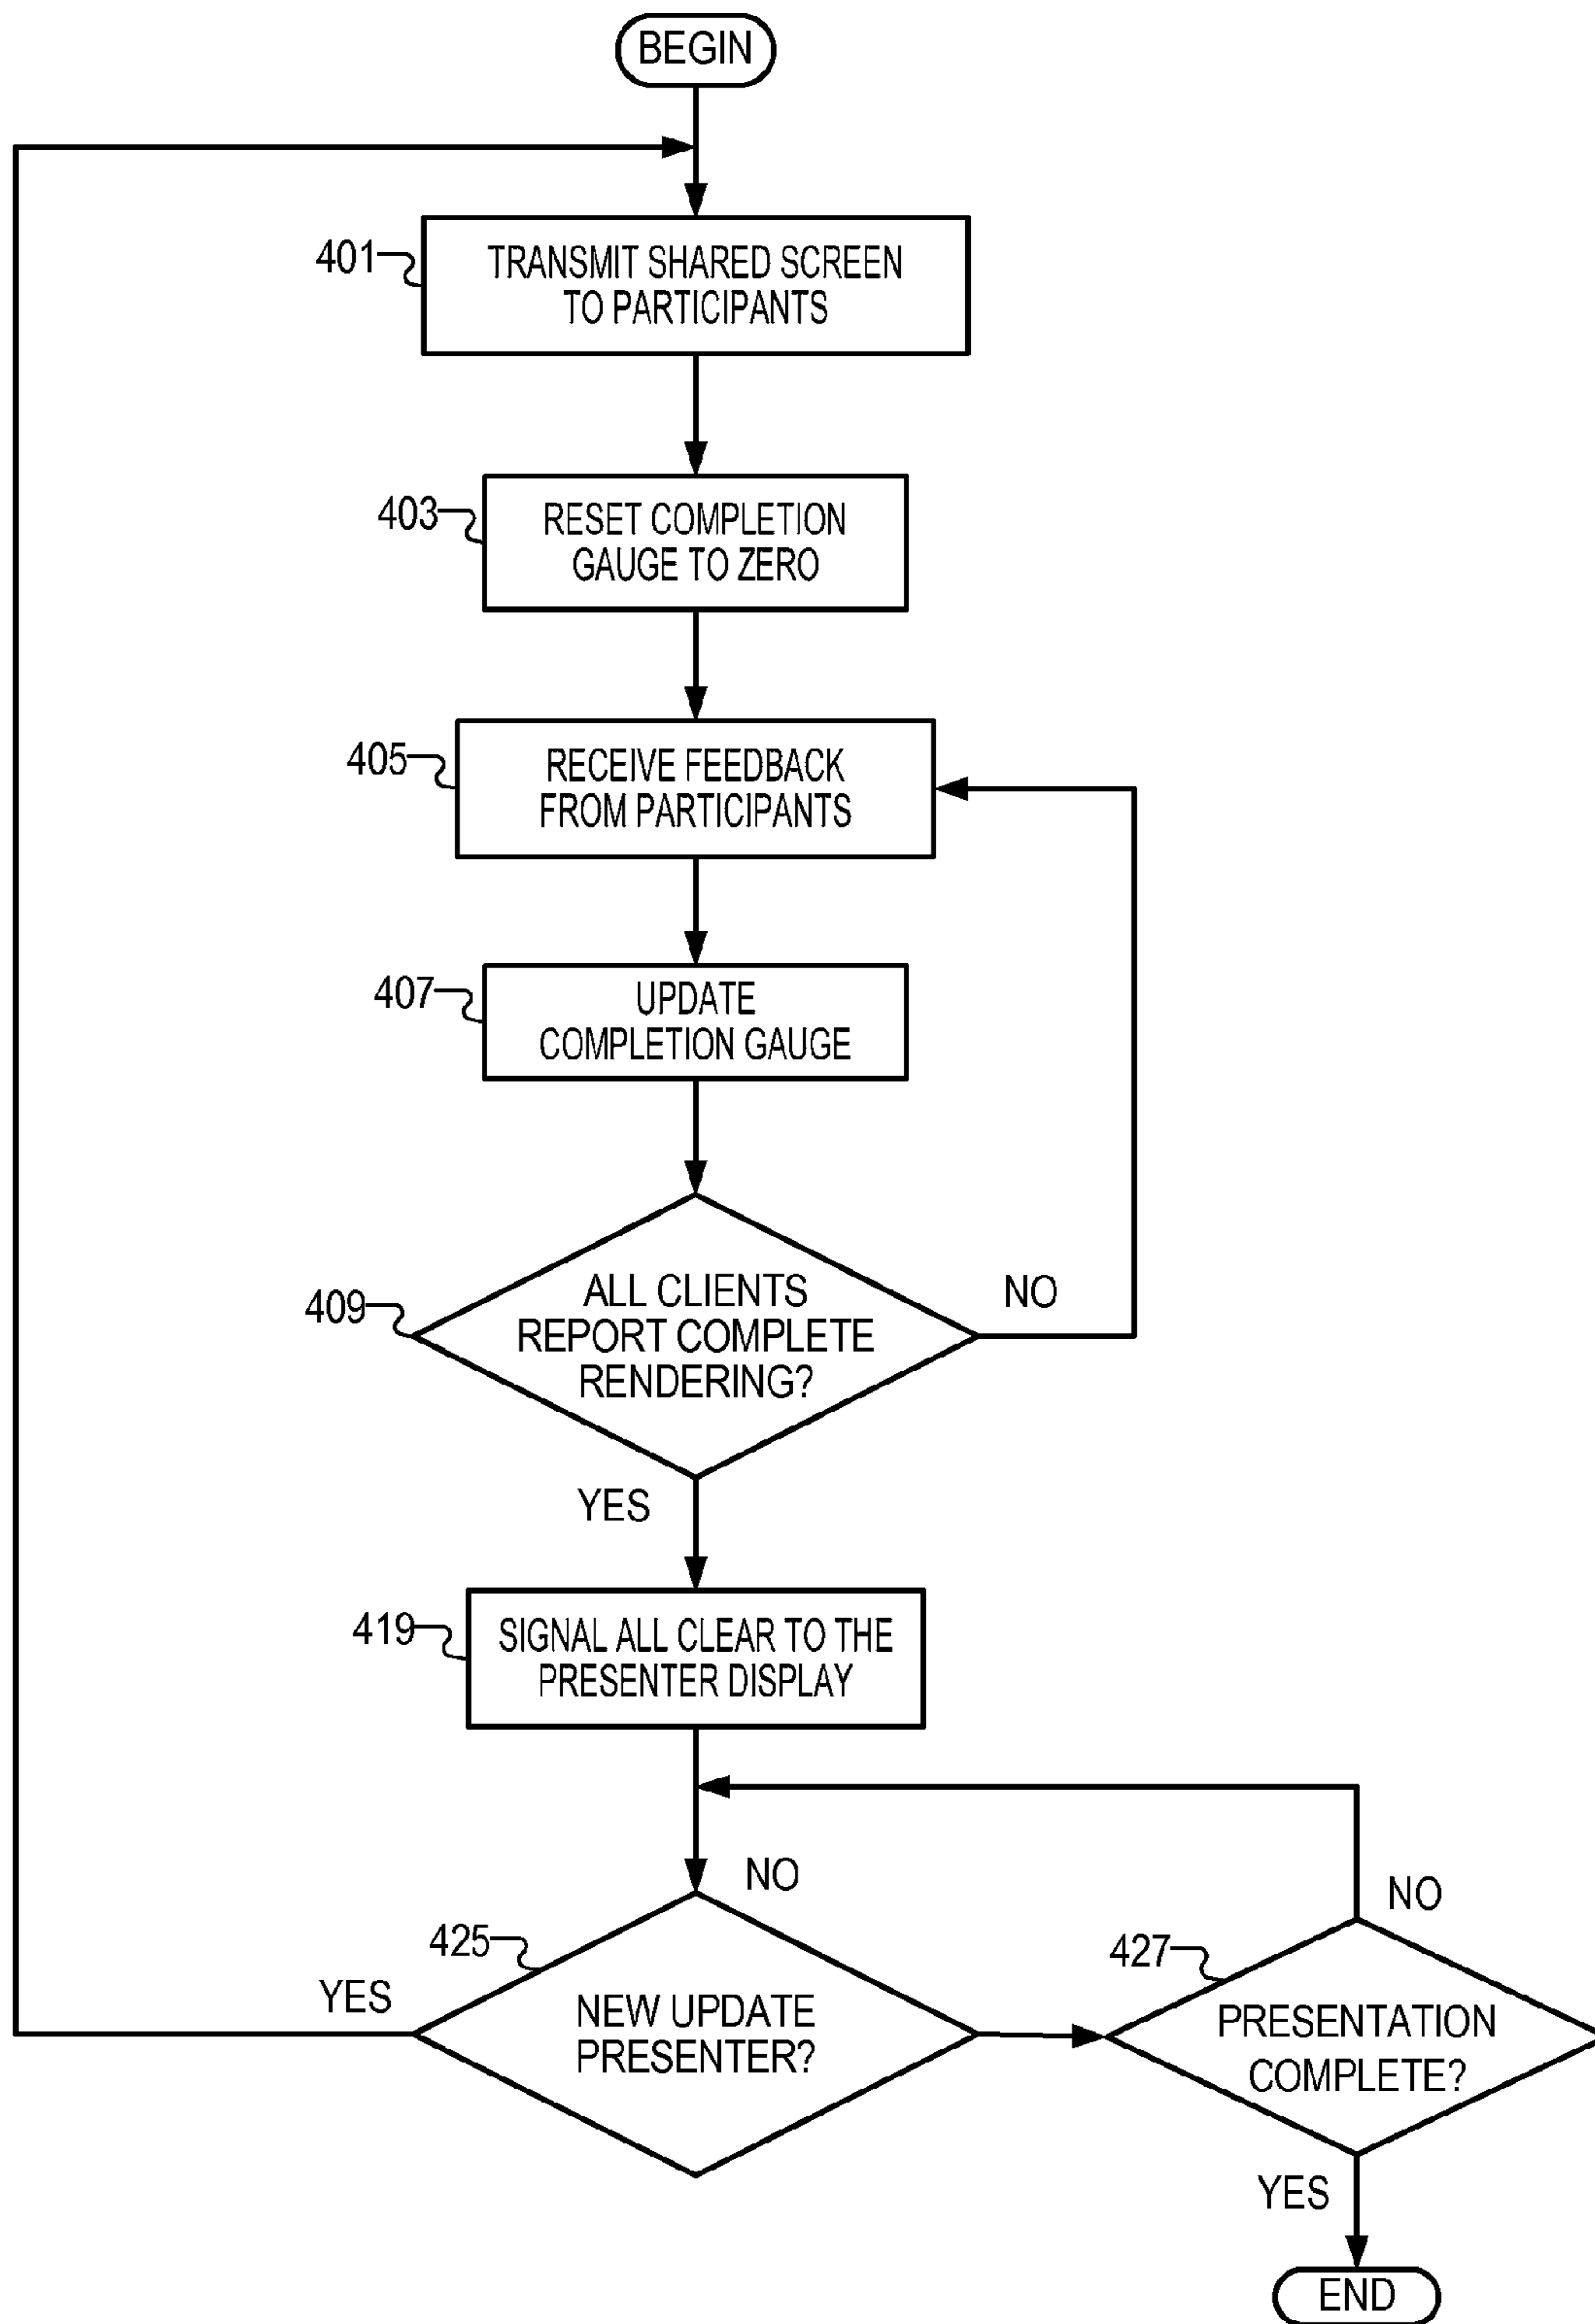 BEGIN
401
TRANSMIT SHARED SCREEN
TO PARTICIPANTS
403
RESET COMPLETION
GAUGE TO ZERO
405
RECEIVE FEEDBACK
FROM PARTICIPANTS
407
UPDATE
COMPLETION GAUGE
409
ALL CLIENTS
REPORT COMPLETE
RENDERING?
NO
YES
419
SIGNAL ALL CLEAR TO THE
PRESENTER DISPLAY
NO
425
YES
NEW UPDATE
PRESENTER?
NO
427
PRESENTATION
COMPLETE?
YES
END